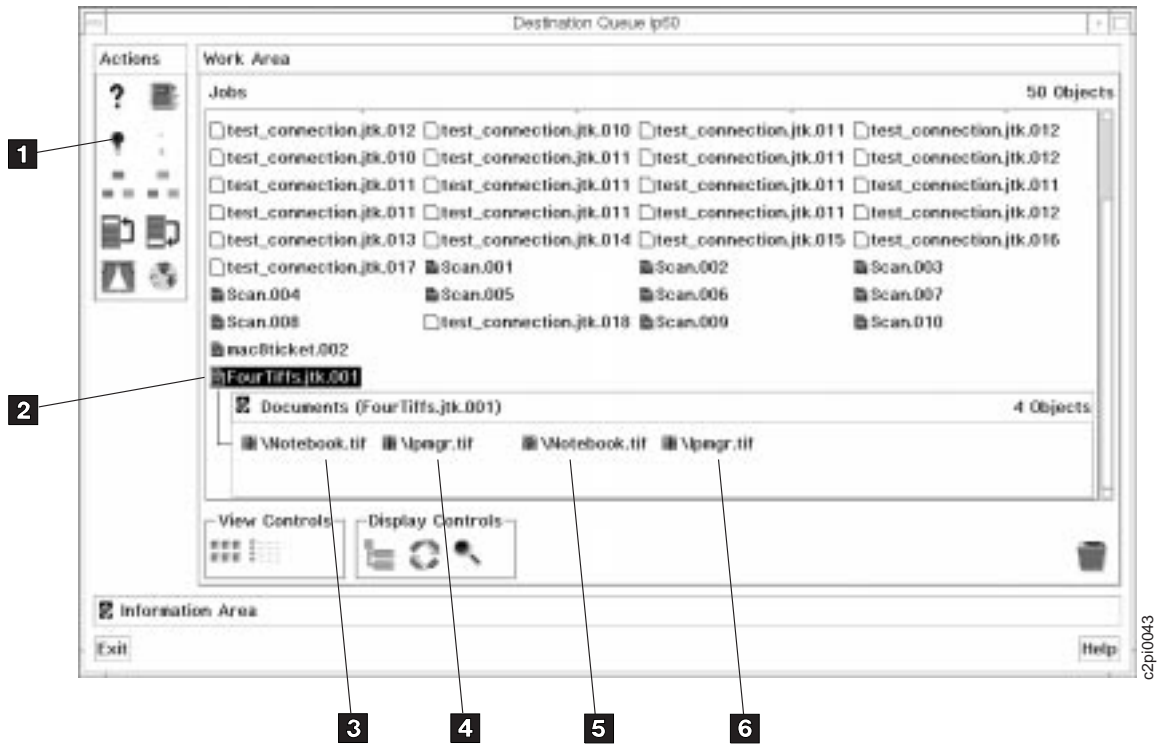 Destination Queue ip60
Actions
Work Area
Jobs 50 Objects
?
test_connection.jtk.012 test_connection.jtk.010 test_connection.jtk.011 test_connection.jtk.012
1
test_connection.jtk.010 test_connection.jtk.011 test_connection.jtk.011 test_connection.jtk.012
test_connection.jtk.011 test_connection.jtk.011 test_connection.jtk.011 test_connection.jtk.011
test_connection.jtk.011 test_connection.jtk.011 test_connection.jtk.011 test_connection.jtk.012
test_connection.jtk.013 test_connection.jtk.014 test_connection.jtk.015 test_connection.jtk.016
test_connection.jtk.017 Scan.001 Scan.002 Scan.003
Scan.004 Scan.005 Scan.006 Scan.007
Scan.008 test_connection.jtk.018 Scan.009 Scan.010
mac8ticket.002
2
FourTiffs.jtk.001
Documents (FourTiffs.jtk.001) 4 Objects
\Notebook.tif \lpmgr.tif \Notebook.tif \lpmgr.tif
View Controls Display Controls
Information Area
Exit Help
c2pi0043
3 4 5 6